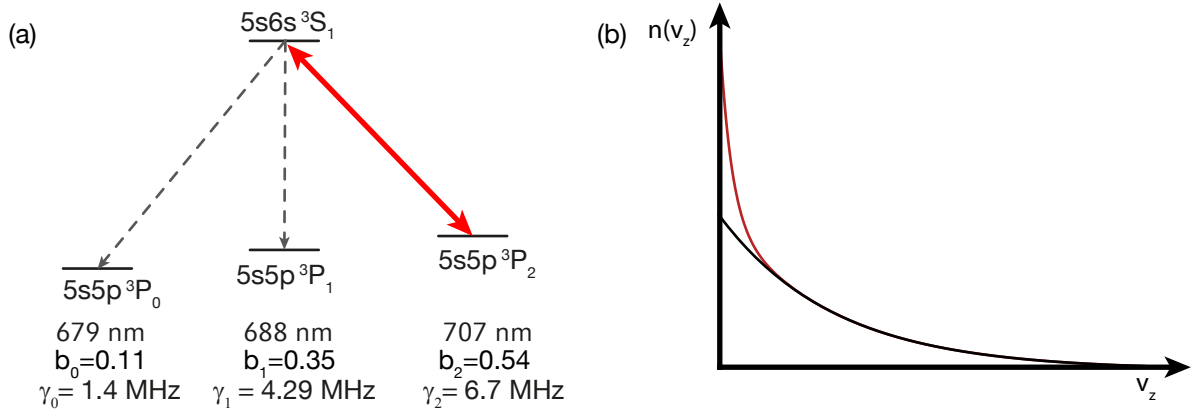 (a)
5s6s ³S₁
5s5p ³P₀
5s5p ³P₁
5s5p ³P₂
679 nm
b₀=0.11
γ₀= 1.4 MHz
688 nm
b₁=0.35
γ₁ = 4.29 MHz
707 nm
b₂=0.54
γ₂= 6.7 MHz
(b)
n(v_z)
v_z